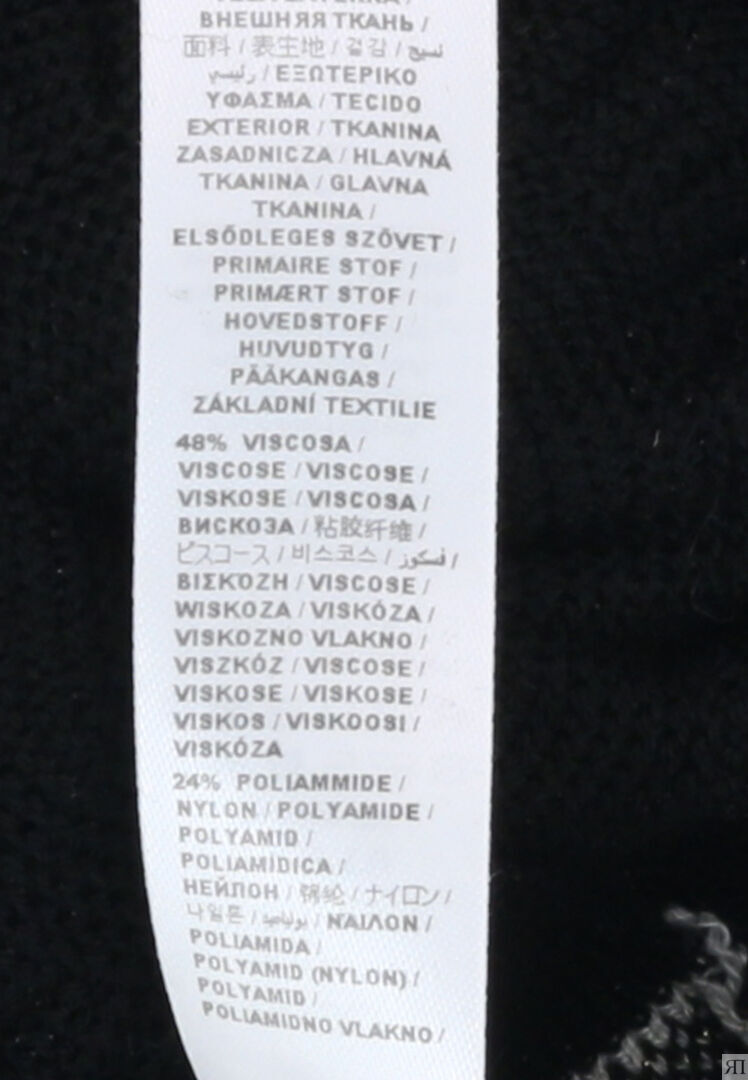 ВНЕШНЯЯ ТКАНЬ /
面料 / 表生地 / 겉감 / نسيج
رئيسي / ΕΞΩΤΕΡΙΚΟ
ΥΦΑΣΜΑ / TECIDO
EXTERIOR / TKANINA
ZASADNICZA / HLAVNÁ
TKANINA / GLAVNA
TKANINA /
ELSŐDLEGES SZÖVET /
PRIMAIRE STOF /
PRIMÆRT STOF /
HOVEDSTOFF /
HUVUDTYG /
PÄÄKANGAS /
ZÁKLADNÍ TEXTILIE
48% VISCOSA /
VISCOSE / VISCOSE /
VISKOSE / VISCOSA /
ВИСКОЗА / 粘胶纤维 /
ビスコース / 비스코스 / فسكوز /
ΒΙΣΚΌΖΗ / VISCOSE /
WISKOZA / VISKÓZA /
VISKOZNO VLAKNO /
VISZKÓZ / VISCOSE /
VISKOSE / VISKOSE /
VISKOS / VISKOOSI /
VISKÓZA
24% POLIAMMIDE /
NYLON / POLYAMIDE /
POLYAMID /
POLIAMÍDICA /
НЕЙЛОН / 锦纶 / ナイロン /
나일론 / بولياميد / ΝΆΙΛΟΝ /
POLIAMIDA /
POLYAMID (NYLON) /
POLYAMID /
POLIAMIDNO VLAKNO /
ЯП